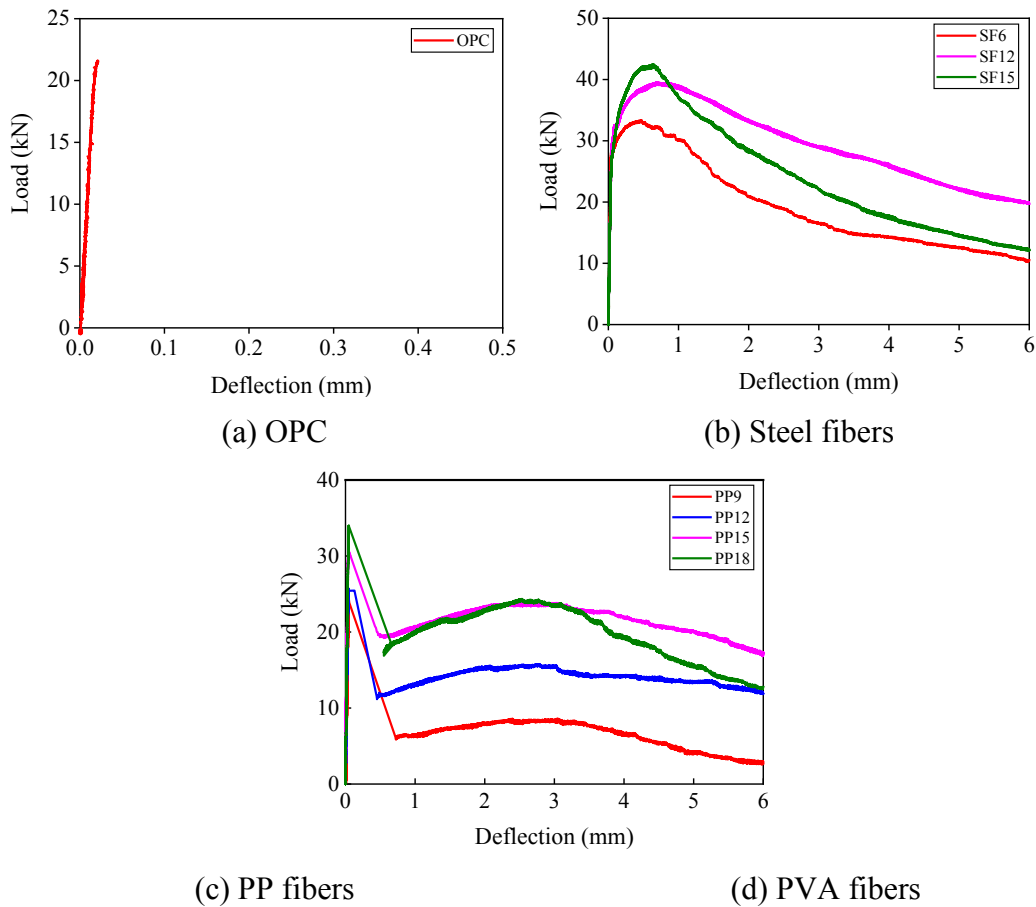 25
20
15
10
5
0
Load (kN)
0.0 0.1 0.2 0.3 0.4 0.5
Deflection (mm)
OPC
(a) OPC
50
40
30
20
10
0
Load (kN)
0 1 2 3 4 5 6
Deflection (mm)
SF6
SF12
SF15
(b) Steel fibers
40
30
20
10
0
Load (kN)
0 1 2 3 4 5 6
Deflection (mm)
PP9
PP12
PP15
PP18
(c) PP fibers
(d) PVA fibers